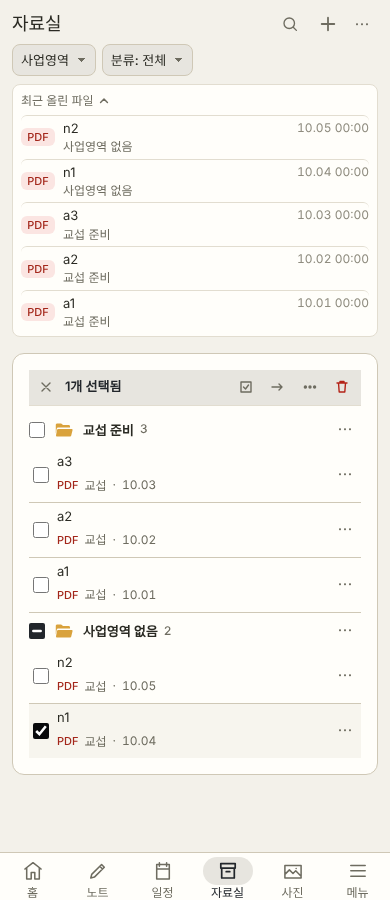 자료실
사업영역
분류: 전체
최근 올린 파일
PDF n2 10.05 00:00
사업영역 없음
PDF n1 10.04 00:00
사업영역 없음
PDF a3 10.03 00:00
교섭 준비
PDF a2 10.02 00:00
교섭 준비
PDF a1 10.01 00:00
교섭 준비
1개 선택됨
교섭 준비 3
a3
PDF 교섭 · 10.03
a2
PDF 교섭 · 10.02
a1
PDF 교섭 · 10.01
사업영역 없음 2
n2
PDF 교섭 · 10.05
n1
PDF 교섭 · 10.04
홈 노트 일정 자료실 사진 메뉴